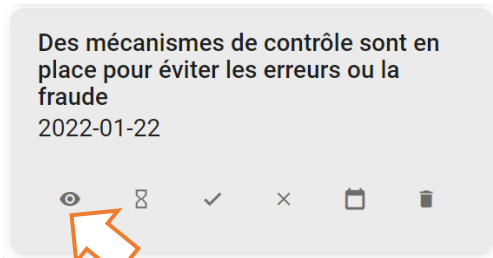 Des mécanismes de contrôle sont en
place pour éviter les erreurs ou la
fraude
2022-01-22